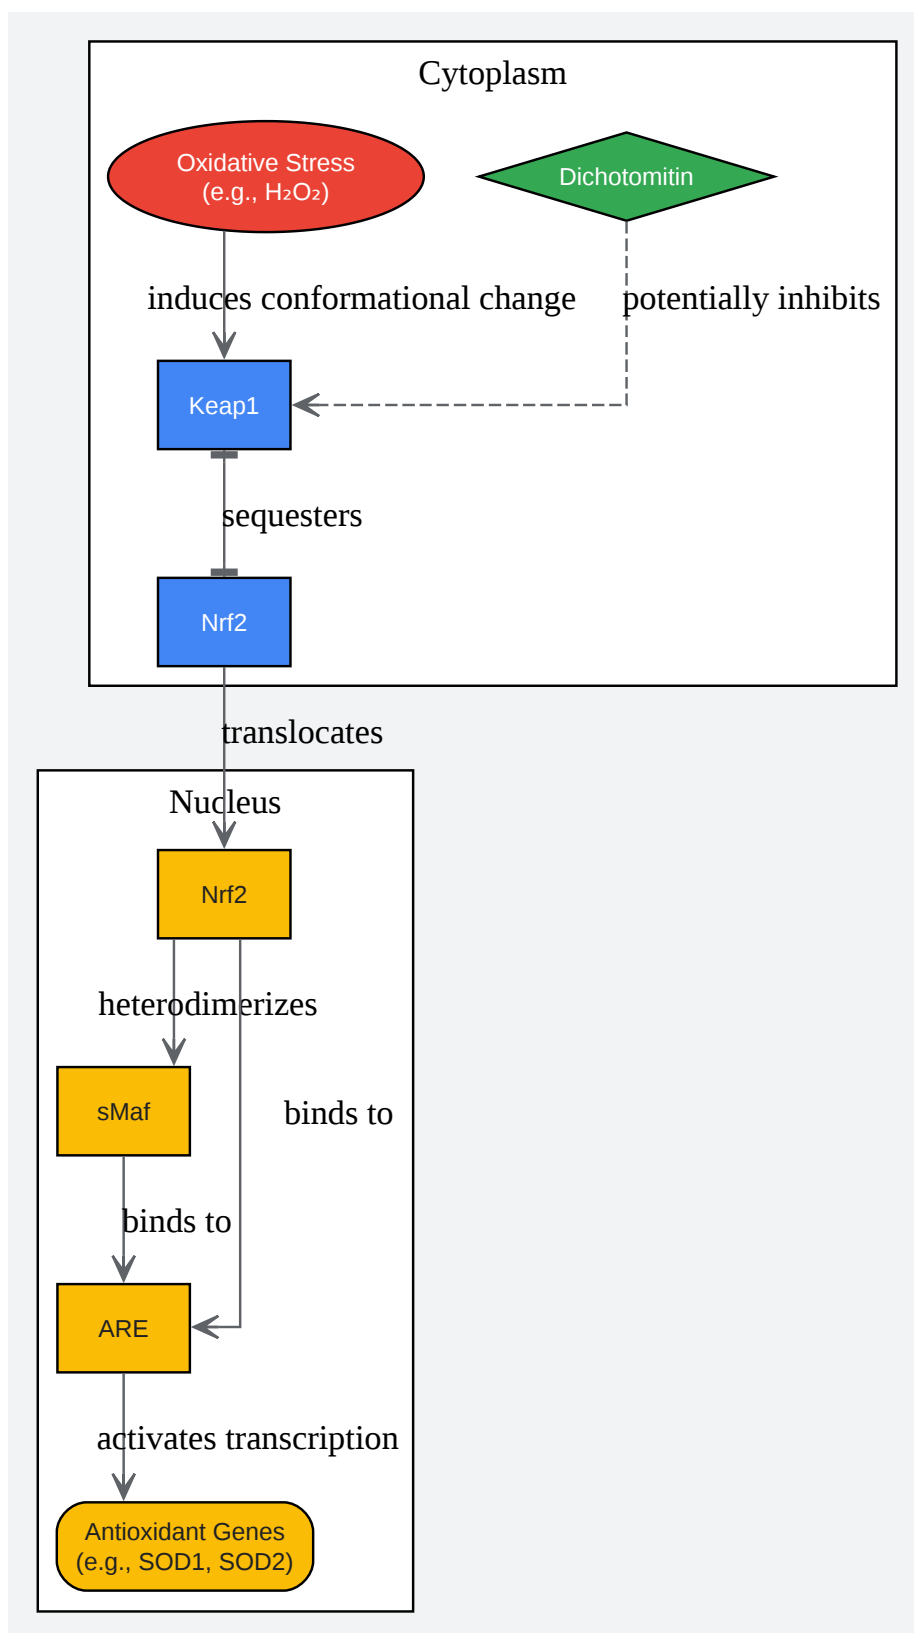 Cytoplasm
Oxidative Stress
(e.g., H₂O₂)
Dichotomitin
induces conformational change
potentially inhibits
Keap1
sequesters
Nrf2
translocates
Nucleus
Nrf2
heterodimerizes
sMaf
binds to
binds to
ARE
activates transcription
Antioxidant Genes
(e.g., SOD1, SOD2)